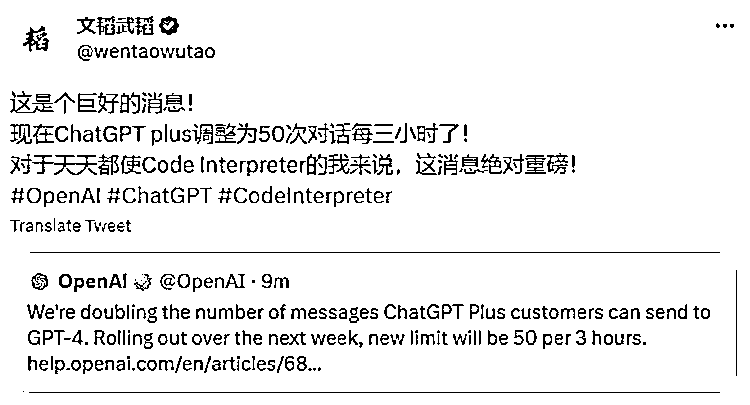 文韬武韬
@wentaowutao
韬
这是个巨好的消息！
现在ChatGPT plus调整为50次对话每三小时了！
对于天天都使Code Interpreter的我来说，这消息绝对重磅！
#OpenAI #ChatGPT #CodeInterpreter
Translate Tweet
OpenAI @OpenAI · 9m
We're doubling the number of messages ChatGPT Plus customers can send to
GPT-4. Rolling out over the next week, new limit will be 50 per 3 hours.
help.openai.com/en/articles/68...